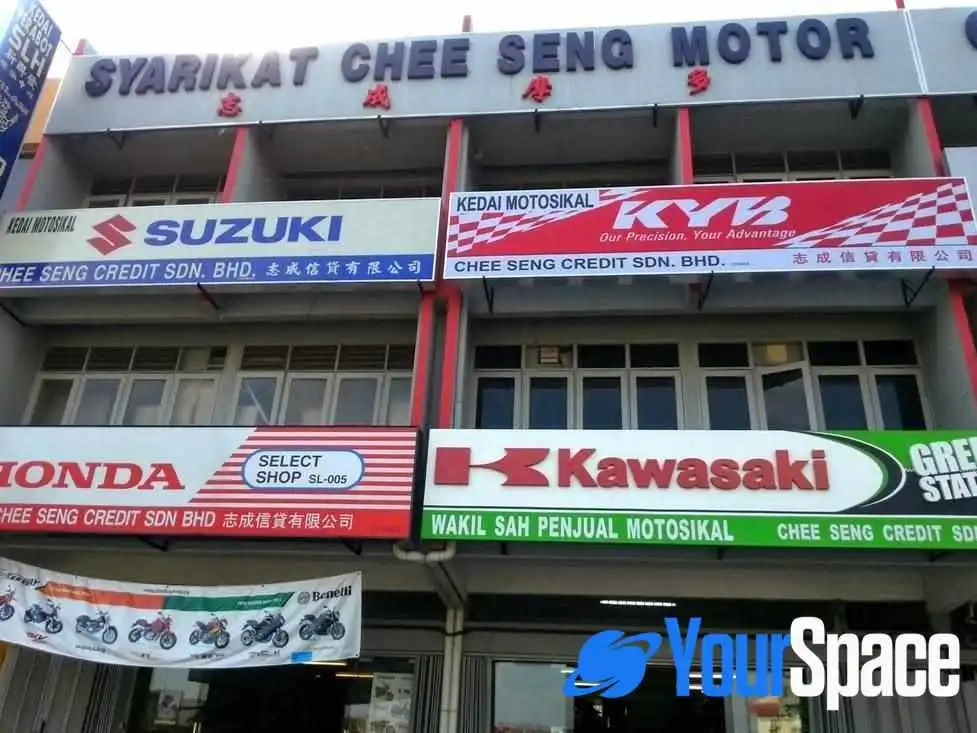 SYARIKAT CHEE SENG MOTOR
志成摩多
KEDAI
SLH
KEDAI MOTOSIKAL
SUZUKI
CHEE SENG CREDIT SDN. BHD. 志成信貸有限公司
KEDAI MOTOSIKAL
KYB
Our Precision, Your Advantage
CHEE SENG CREDIT SDN. BHD. 志成信貸有限公司
HONDA
SELECT
SHOP SL-005
CHEE SENG CREDIT SDN BHD 志成信貸有限公司
Kawasaki
WAKIL SAH PENJUAL MOTOSIKAL CHEE SENG CREDIT
Benelli
YourSpace